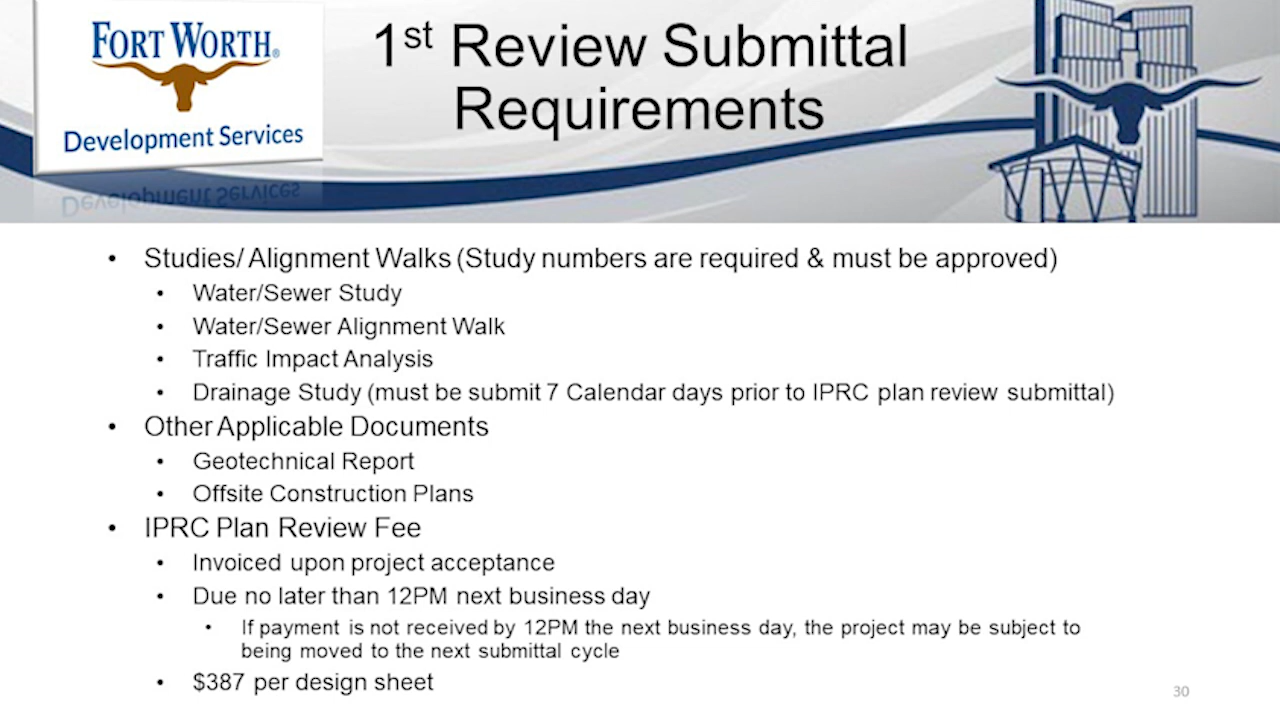 FORT WORTH®
Development Services
1st Review Submittal
Requirements
• Studies/ Alignment Walks (Study numbers are required & must be approved)
• Water/Sewer Study
• Water/Sewer Alignment Walk
• Traffic Impact Analysis
• Drainage Study (must be submit 7 Calendar days prior to IPRC plan review submittal)
• Other Applicable Documents
• Geotechnical Report
• Offsite Construction Plans
• IPRC Plan Review Fee
• Invoiced upon project acceptance
• Due no later than 12PM next business day
• If payment is not received by 12PM the next business day, the project may be subject to
being moved to the next submittal cycle
• $387 per design sheet
30